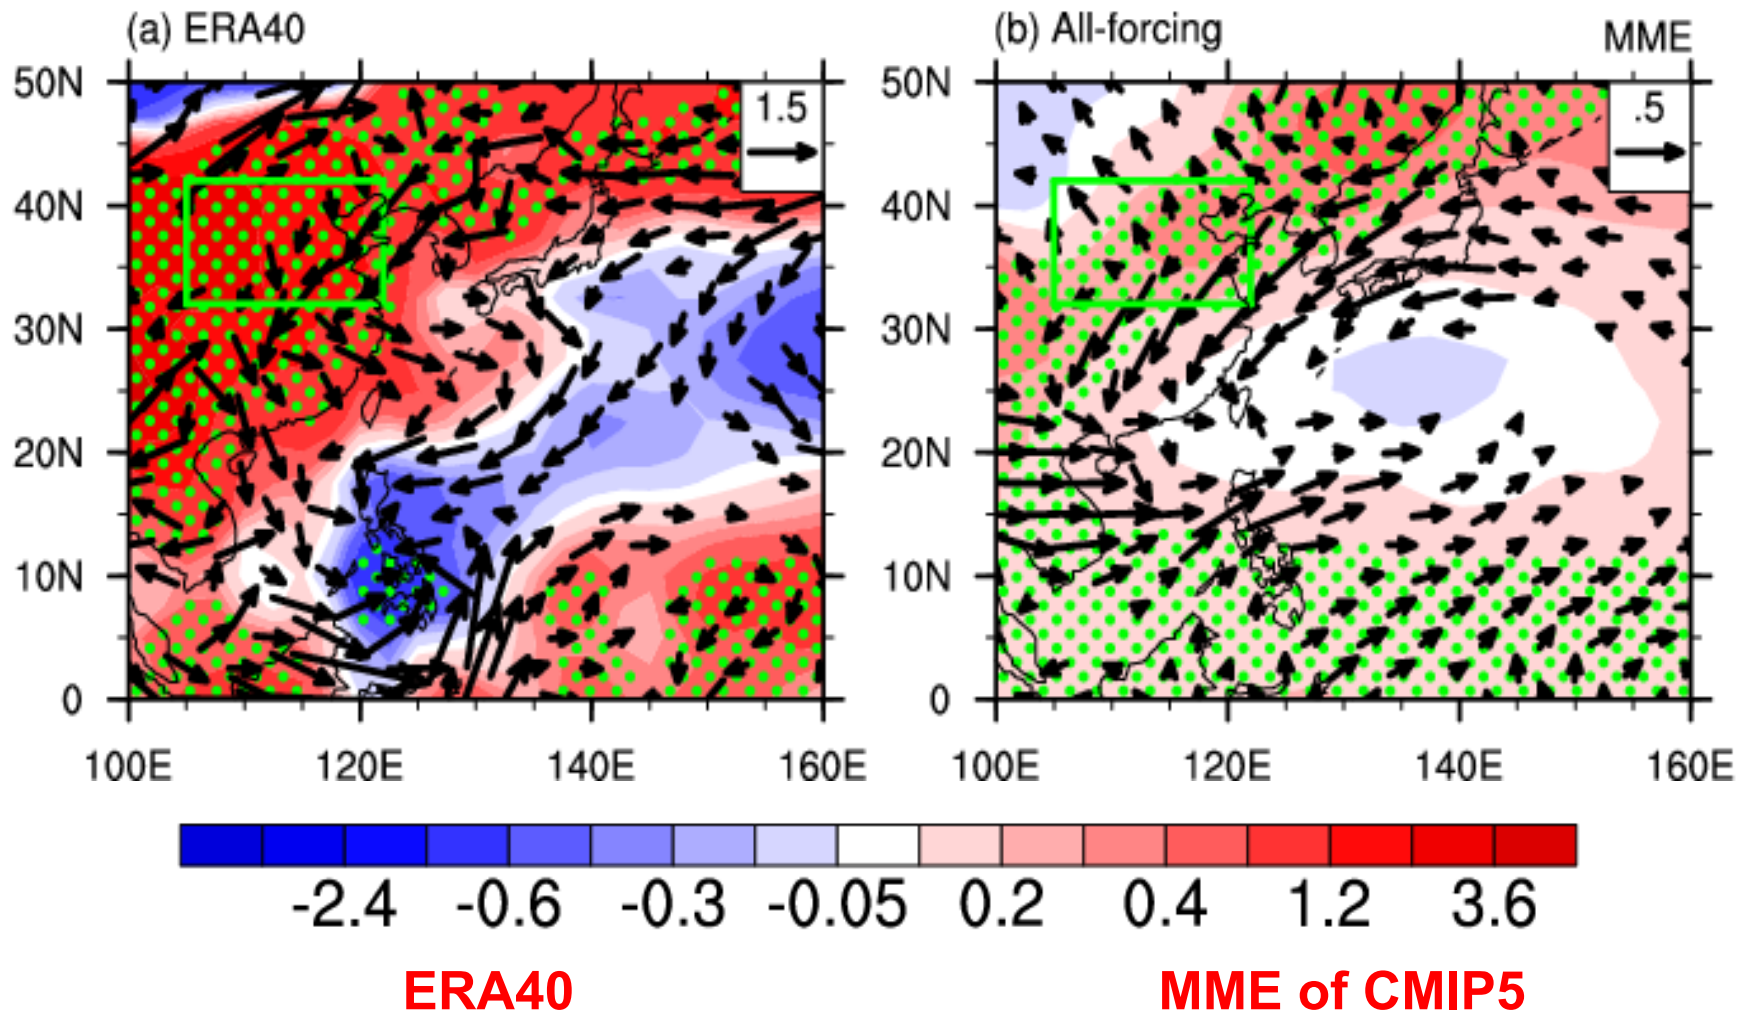 (a) ERA40
(b) All-forcing
MME
50N
40N
30N
20N
10N
0
100E
120E
140E
160E
1.5
50N
40N
30N
20N
10N
0
100E
120E
140E
160E
.5
-2.4 -0.6 -0.3 -0.05 0.2 0.4 1.2 3.6
ERA40
MME of CMIP5